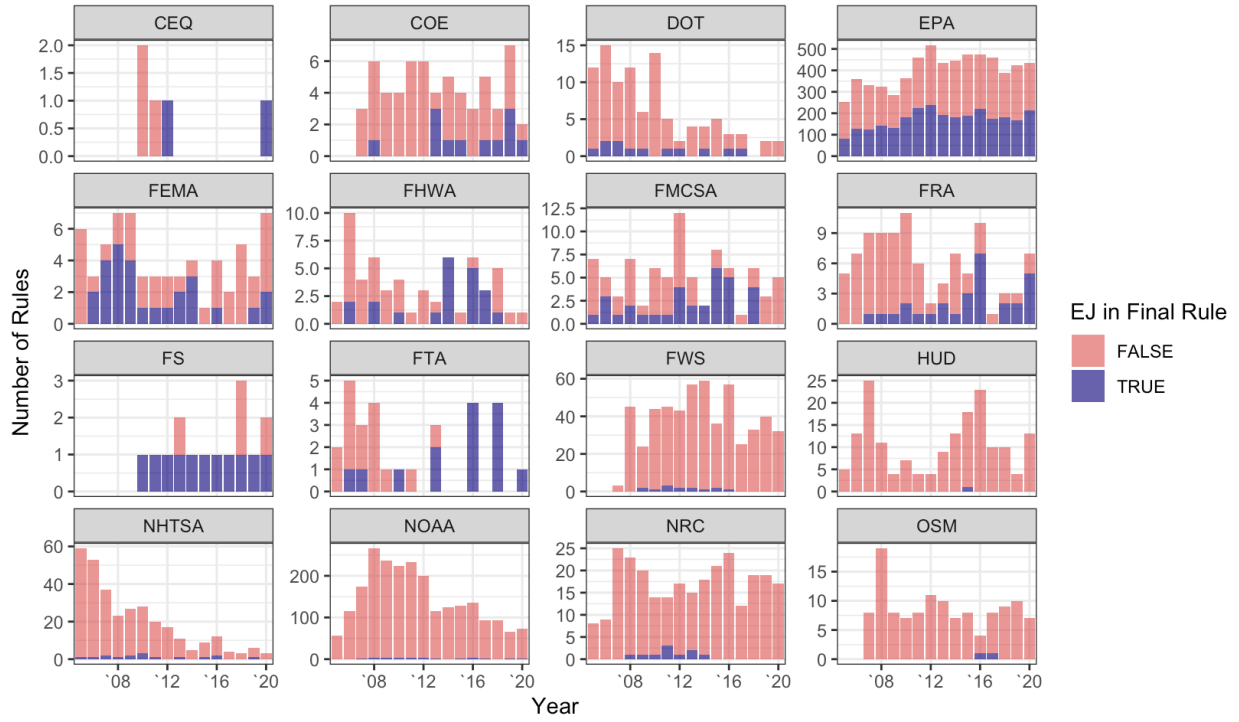 CEQ COE DOT EPA
2.0 1.5 1.0 0.5 0.0
6 4 2 0
15 10 5 0
500 400 300 200 100 0
FEMA FHWA FMCSA FRA
6 4 2 0
10.0 7.5 5.0 2.5 0.0
12.5 10.0 7.5 5.0 2.5 0.0
9 6 3 0
FS FTA FWS HUD
3 2 1 0
5 4 3 2 1 0
60 40 20 0
25 20 15 10 5 0
NHTSA NOAA NRC OSM
60 40 20 0
200 100 0
25 20 15 10 5 0
15 10 5 0
`08 `12 `16 `20 `08 `12 `16 `20 `08 `12 `16 `20 `08 `12 `16 `20
Year
Number of Rules
EJ in Final Rule
FALSE
TRUE